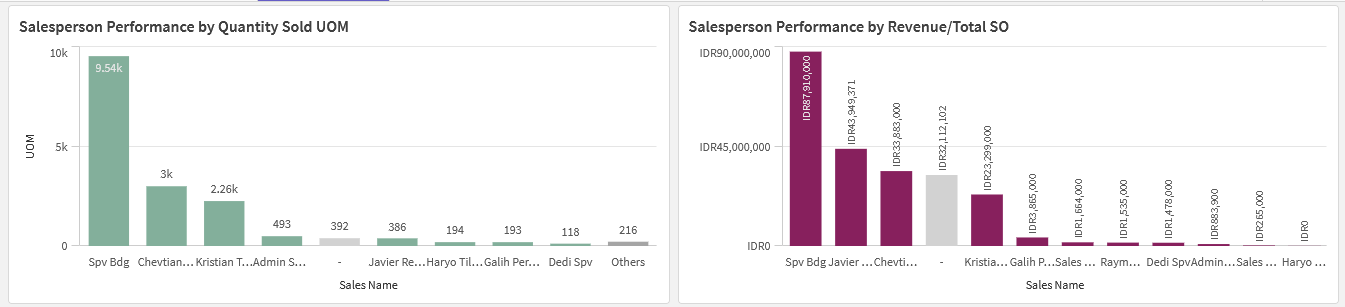 Salesperson Performance by Quantity Sold UOM
10k
5k
0
UOM
9.54k
3k
2.26k
493
392
386
194
193
118
216
Spv Bdg
Chevtian...
Kristian T...
Admin S...
-
Javier Re...
Haryo Til...
Galih Per...
Dedi Spv
Others
Sales Name
Salesperson Performance by Revenue/Total SO
IDR90,000,000
IDR45,000,000
IDR0
IDR87,910,000
IDR43,949,371
IDR33,883,000
IDR32,112,102
IDR23,299,000
IDR3,865,000
IDR1,664,000
IDR1,535,000
IDR1,478,000
IDR883,900
IDR265,000
IDR0
Spv Bdg
Javier ...
Chevti...
-
Kristia...
Galih P...
Sales ...
Raym...
Dedi Spv
Admin...
Sales ...
Haryo ...
Sales Name